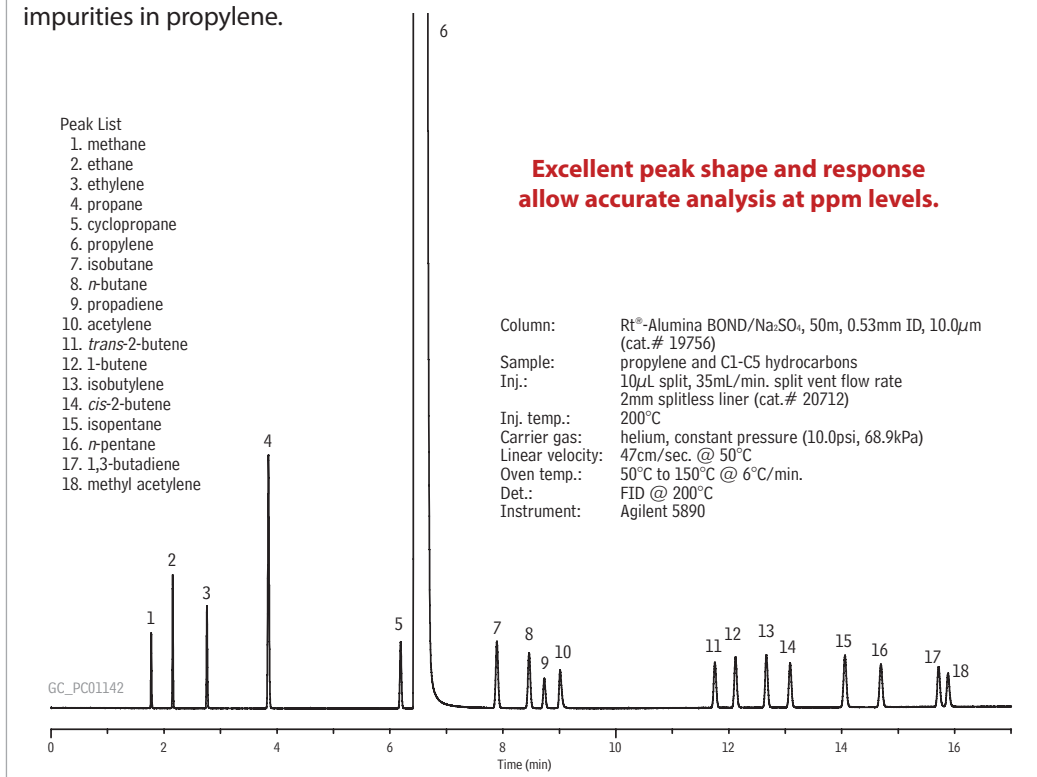 impurities in propylene.
6
Peak List
1. methane
2. ethane
3. ethylene
4. propane
5. cyclopropane
6. propylene
7. isobutane
8. n-butane
9. propadiene
10. acetylene
11. trans-2-butene
12. 1-butene
13. isobutylene
14. cis-2-butene
15. isopentane
16. n-pentane
17. 1,3-butadiene
18. methyl acetylene
Excellent peak shape and response
allow accurate analysis at ppm levels.
Column: Rt®-Alumina BOND/Na₂SO₄, 50m, 0.53mm ID, 10.0µm
(cat.# 19756)
Sample: propylene and C1-C5 hydrocarbons
Inj.: 10µL split, 35mL/min. split vent flow rate
2mm splitless liner (cat.# 20712)
Inj. temp.: 200°C
Carrier gas: helium, constant pressure (10.0psi, 68.9kPa)
Linear velocity: 47cm/sec. @ 50°C
Oven temp.: 50°C to 150°C @ 6°C/min.
Det.: FID @ 200°C
Instrument: Agilent 5890
1 2 3 4 5 7 8 9 10 11 12 13 14 15 16 17 18
GC_PC01142
0 2 4 6 8 10 12 14 16
Time (min)